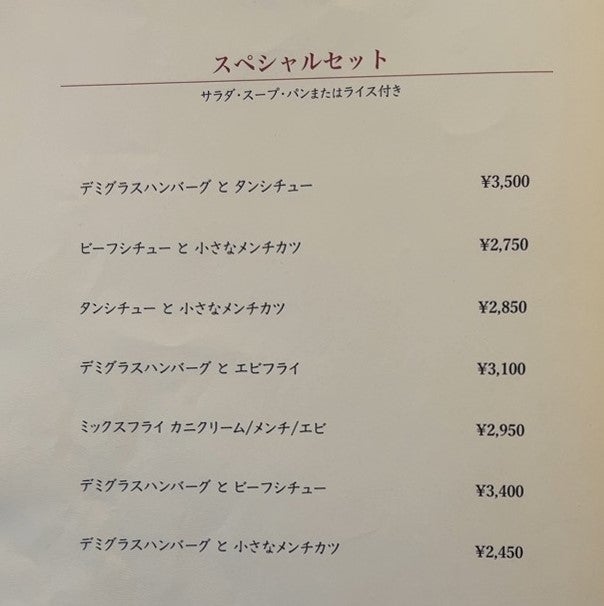 スペシャルセット
サラダ・スープ・パンまたはライス付き
デミグラスハンバーグ と タンシチュー ¥3,500
ビーフシチュー と 小さなメンチカツ ¥2,750
タンシチュー と 小さなメンチカツ ¥2,850
デミグラスハンバーグ と エビフライ ¥3,100
ミックスフライ カニクリーム/メンチ/エビ ¥2,950
デミグラスハンバーグ と ビーフシチュー ¥3,400
デミグラスハンバーグ と 小さなメンチカツ ¥2,450